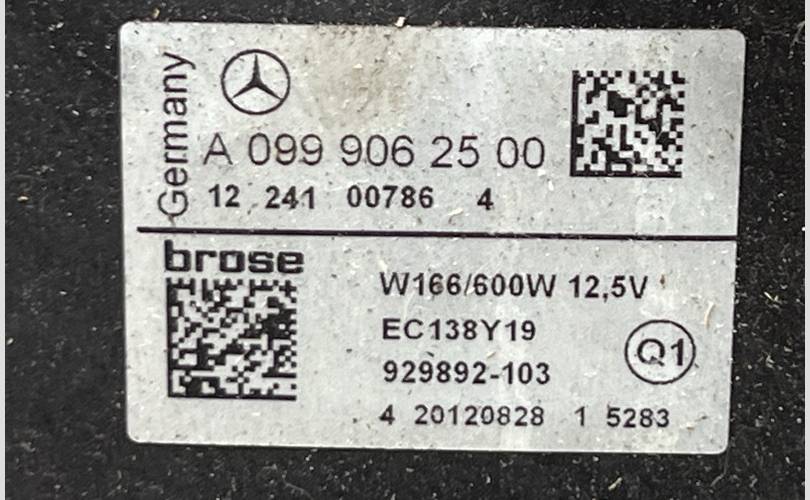 Germany
A 099 906 25 00
12 241 00786 4
brose
W166/600W 12,5V
EC138Y19
929892-103
Q1
4 20120828 1 5283